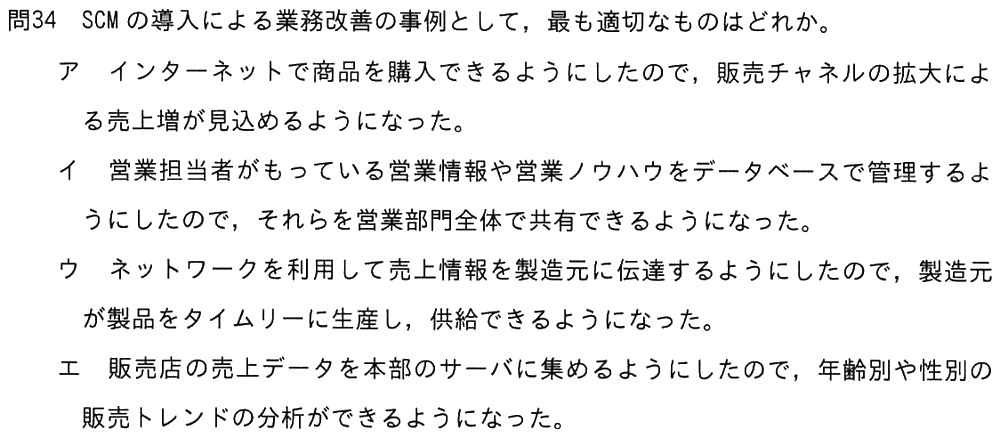 問34 SCMの導入による業務改善の事例として，最も適切なものはどれか。
ア インターネットで商品を購入できるようにしたので，販売チャネルの拡大によ
る売上増が見込めるようになった。
イ 営業担当者がもっている営業情報や営業ノウハウをデータベースで管理するよ
うにしたので，それらを営業部門全体で共有できるようになった。
ウ ネットワークを利用して売上情報を製造元に伝達するようにしたので，製造元
が製品をタイムリーに生産し，供給できるようになった。
エ 販売店の売上データを本部のサーバに集めるようにしたので，年齢別や性別の
販売トレンドの分析ができるようになった。